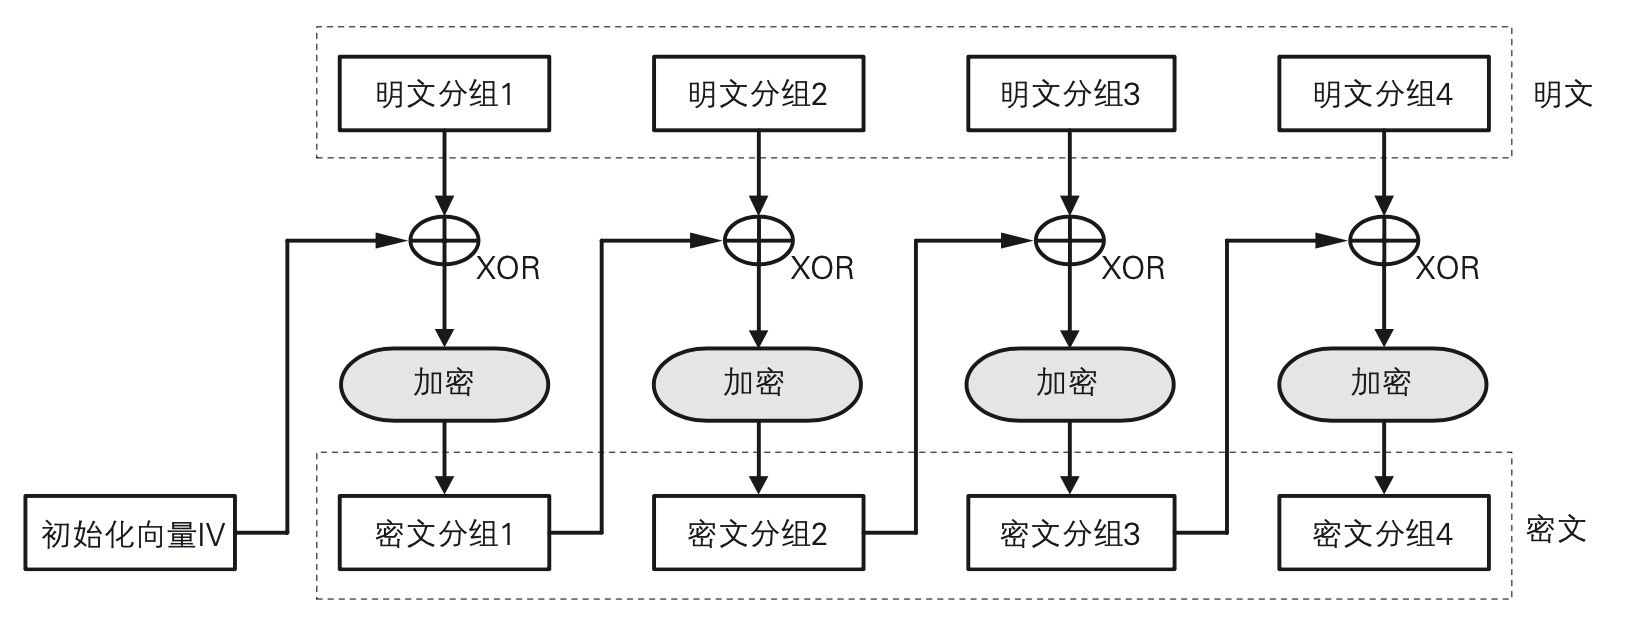 明文分组1
明文分组2
明文分组3
明文分组4
明文
XOR
XOR
XOR
XOR
加密
加密
加密
加密
初始化向量IV
密文分组1
密文分组2
密文分组3
密文分组4
密文